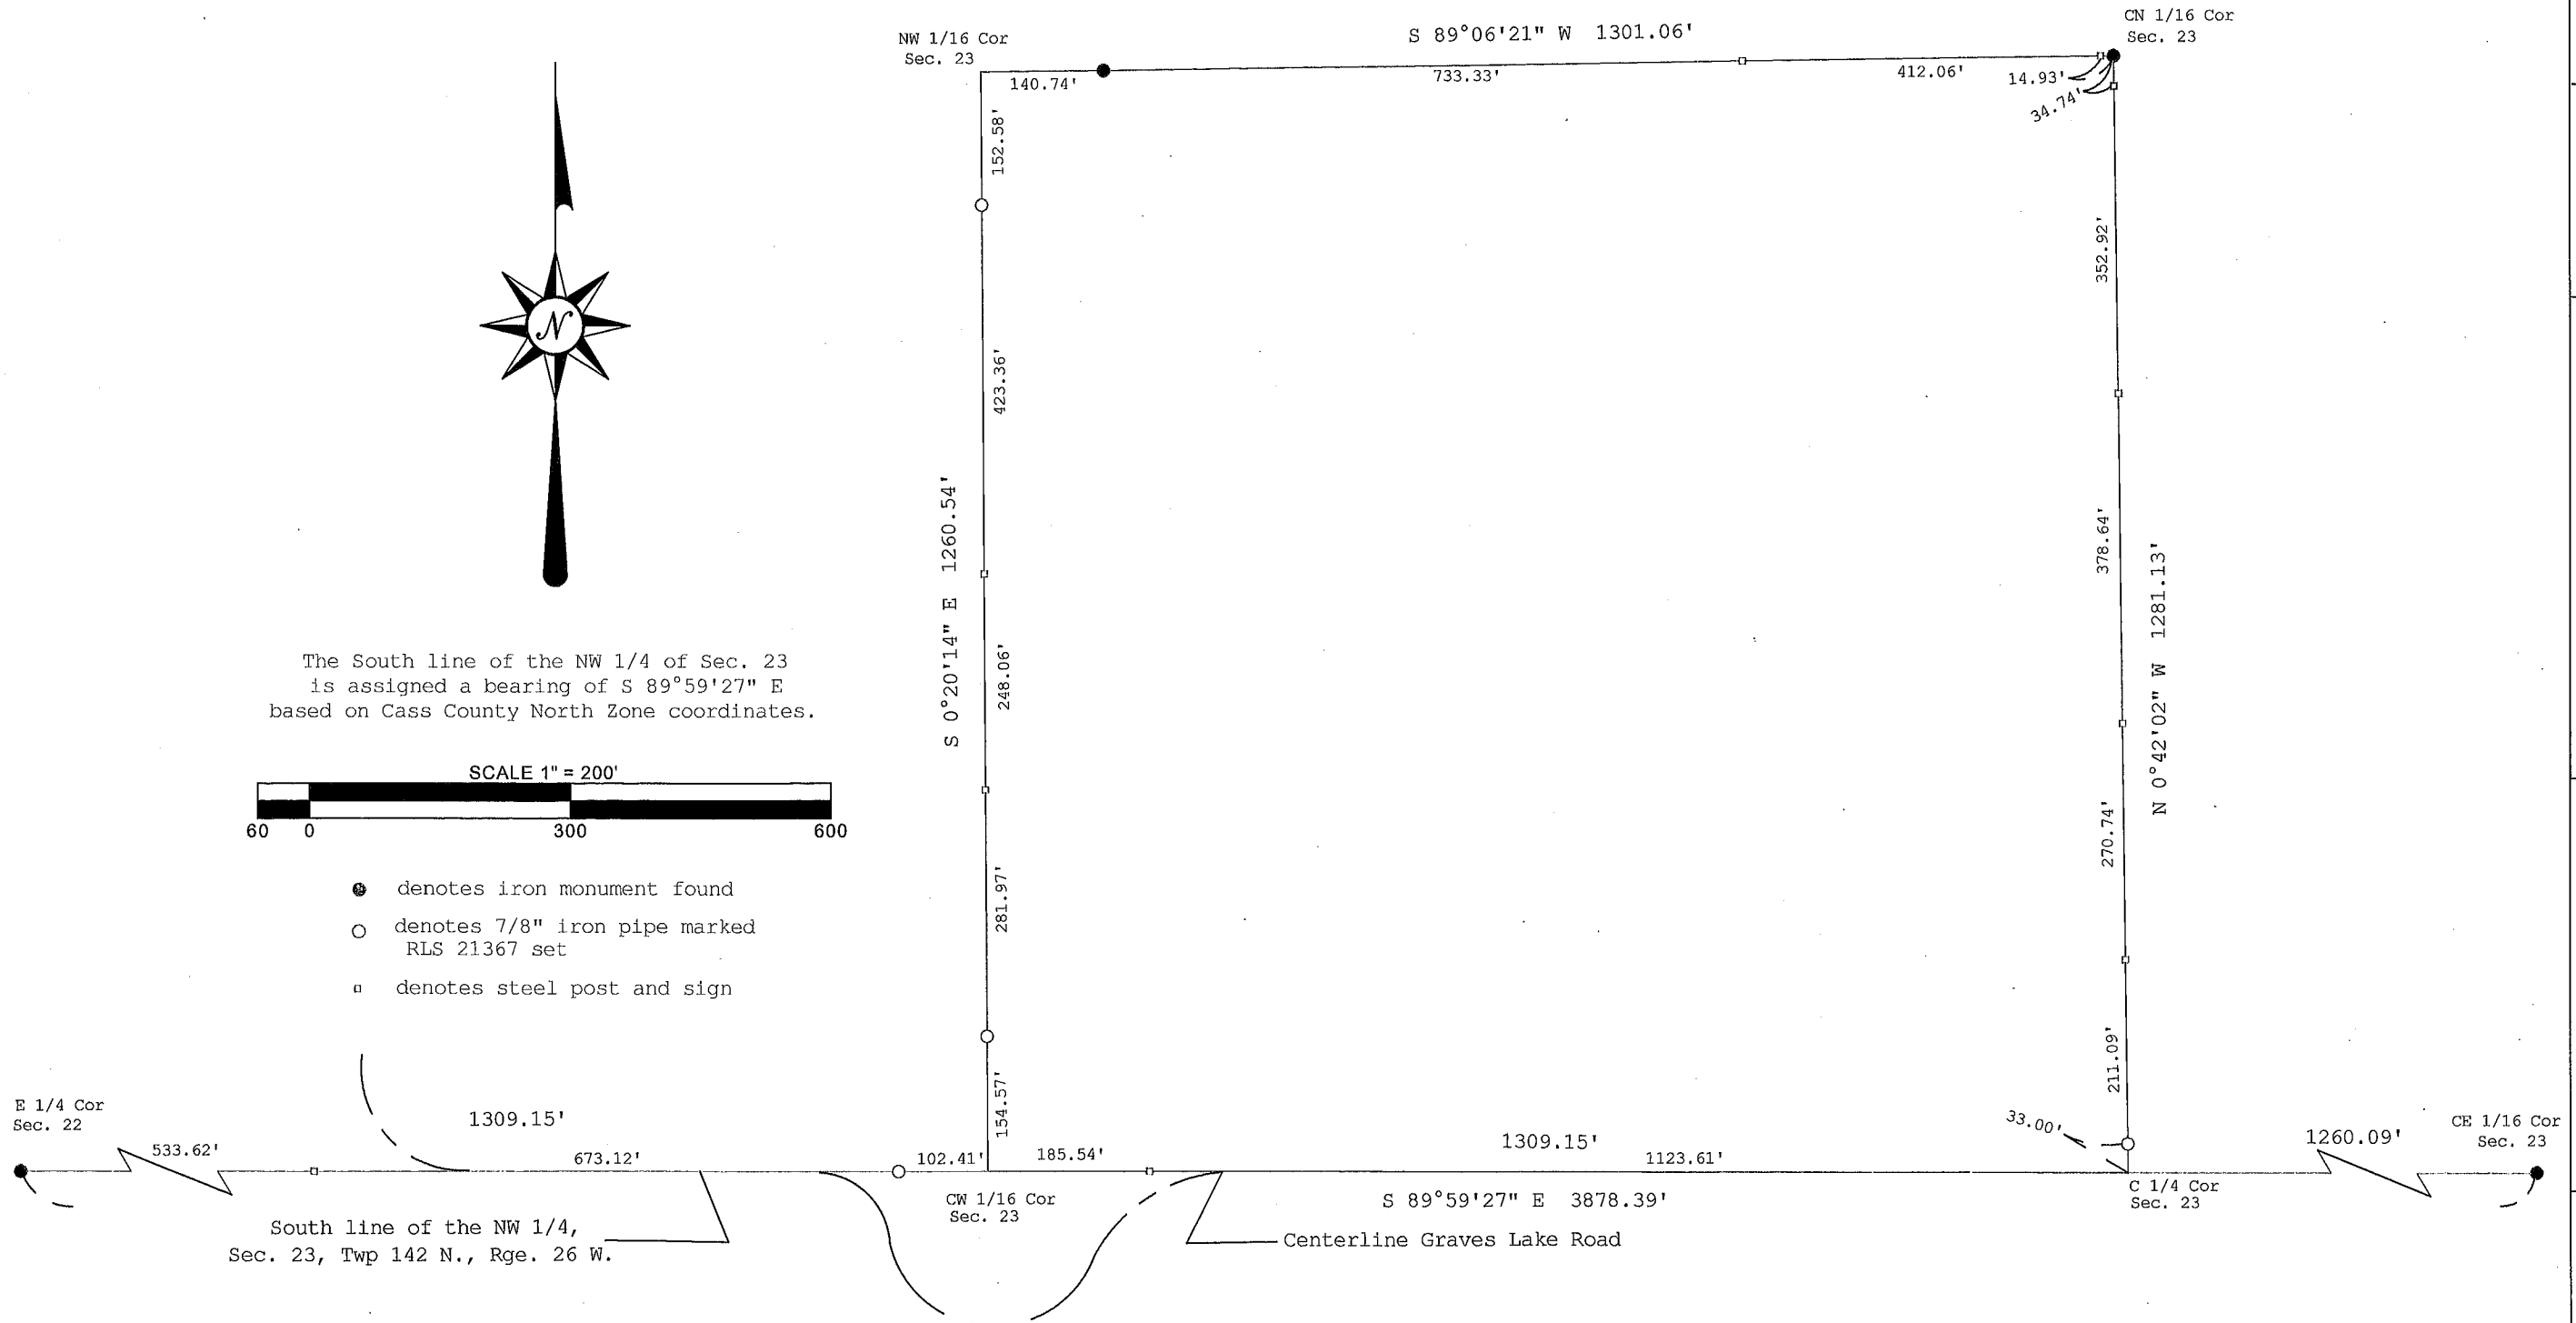 CN 1/16 Cor
Sec. 23
S 89°06'21" W 1301.06'
NW 1/16 Cor
Sec. 23
140.74'
733.33'
412.06'
14.93'
34.74'
152.58'
352.92'
423.36'
S 0°20'14" E 1260.54'
378.64'
N 0°42'02" W 1281.13'
248.06'
The South line of the NW 1/4 of Sec. 23
is assigned a bearing of S 89°59'27" E
based on Cass County North Zone coordinates.
SCALE 1" = 200'
60 0 300 600
270.74'
281.97'
denotes iron monument found
denotes 7/8" iron pipe marked
RLS 21367 set
denotes steel post and sign
211.09'
154.57'
E 1/4 Cor
Sec. 22
533.62'
1309.15'
673.12'
102.41'
185.54'
1309.15'
1123.61'
33.00'
1260.09'
CE 1/16 Cor
Sec. 23
CW 1/16 Cor
Sec. 23
S 89°59'27" E 3878.39'
C 1/4 Cor
Sec. 23
South line of the NW 1/4,
Sec. 23, Twp 142 N., Rge. 26 W.
Centerline Graves Lake Road
N